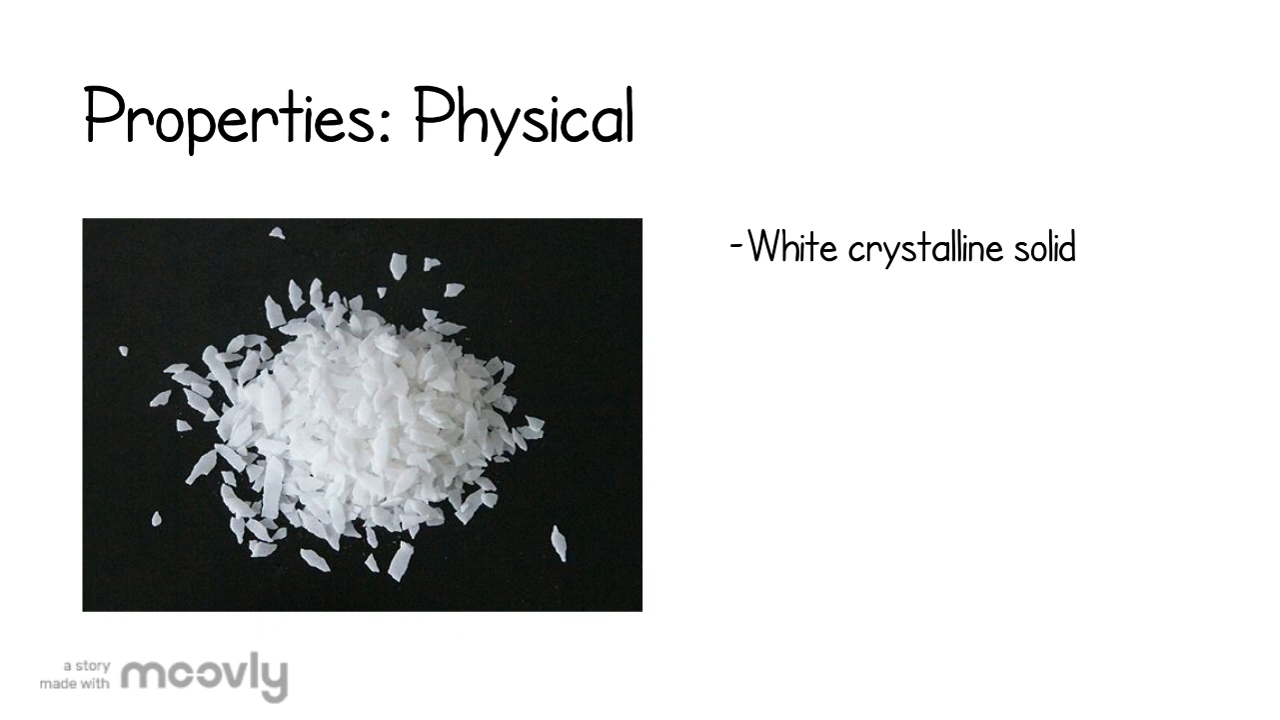 Properties: Physical
-White crystalline solid
a story
made with moovly